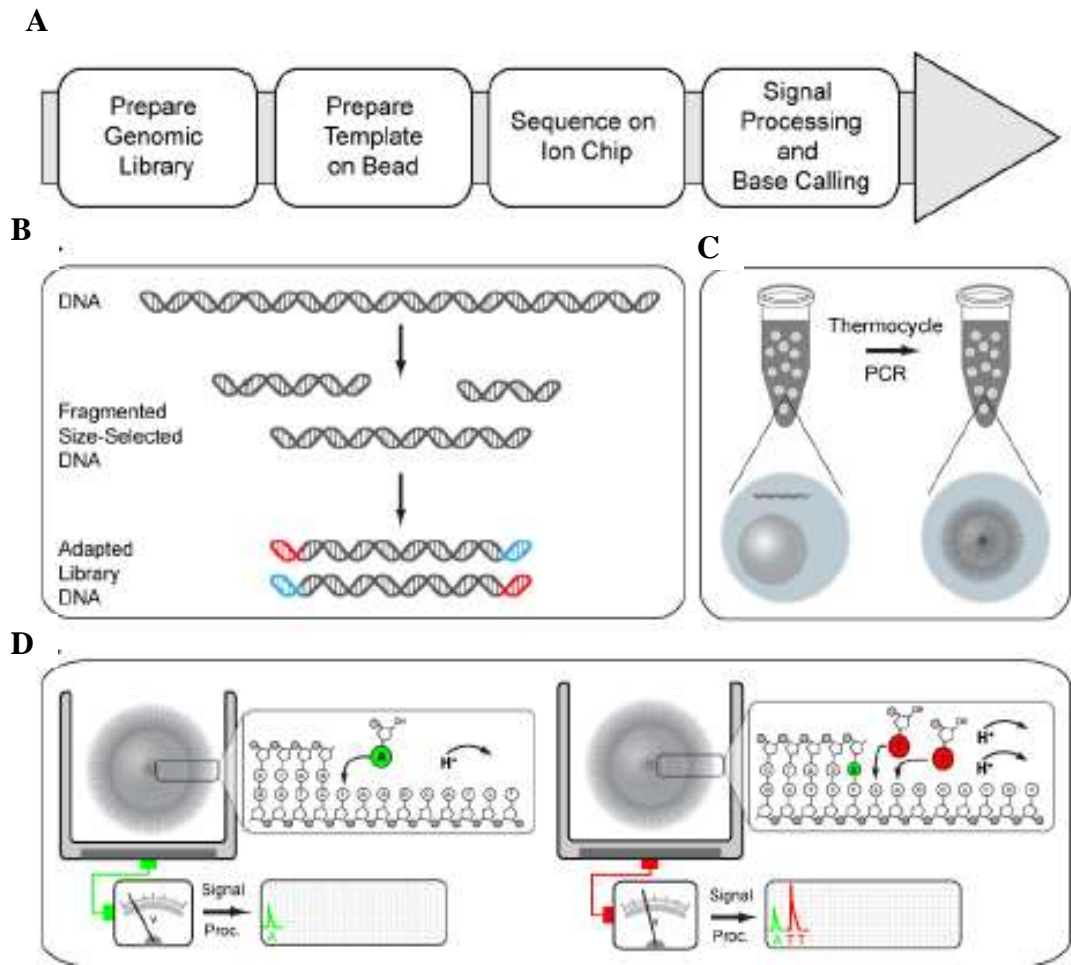 A
Prepare
Genomic
Library
Prepare
Template
on Bead
Sequence on
Ion Chip
Signal
Processing
and
Base Calling
B
DNA
Fragmented
Size-Selected
DNA
Adapted
Library
DNA
C
Thermocycle
PCR
D
A
H+
V
Signal
Proc.
A
H+
H+
V
Signal
Proc.
A T T